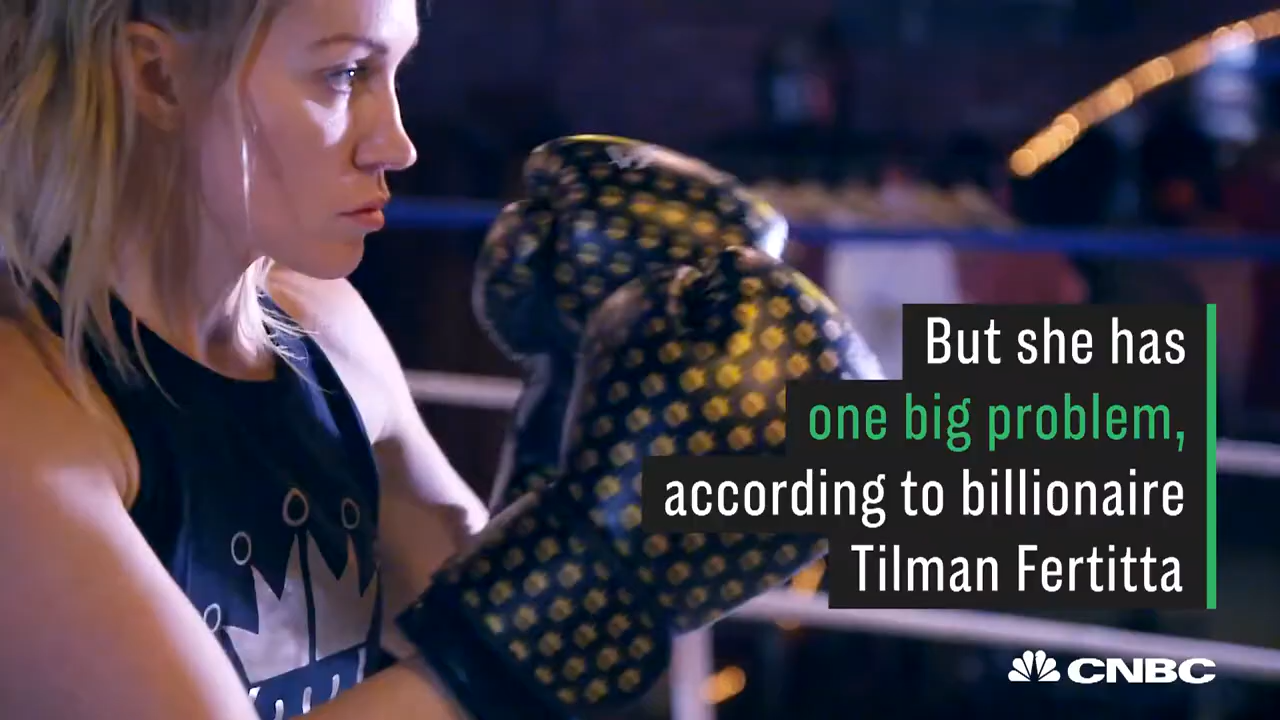 But she has
one big problem,
according to billionaire
Tilman Fertitta
CNBC